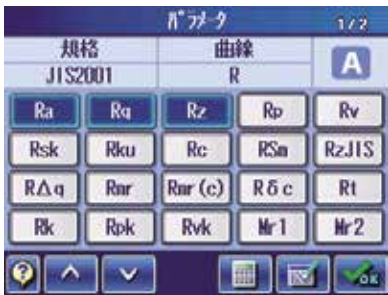 パラメータ 1/2
規格 曲線 A
JIS2001 R
Ra Rq Rz Rp Rv
Rsk Rku Rc RSm RzJIS
RΔq Rmr Rmr(c) Rδc Rt
Rk Rpk Rvk Mr1 Mr2
? OK